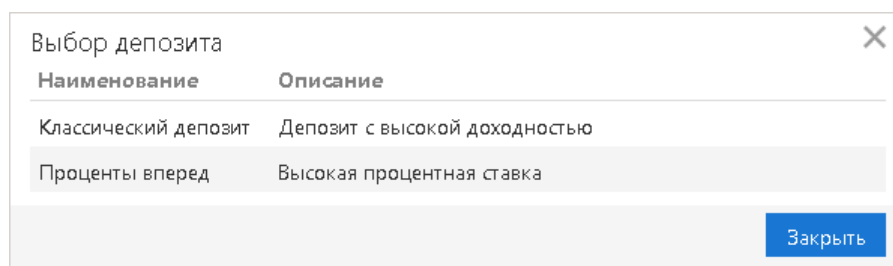 Выбор депозита
Наименование Описание
Классический депозит Депозит с высокой доходностью
Проценты вперед Высокая процентная ставка
Закрыть